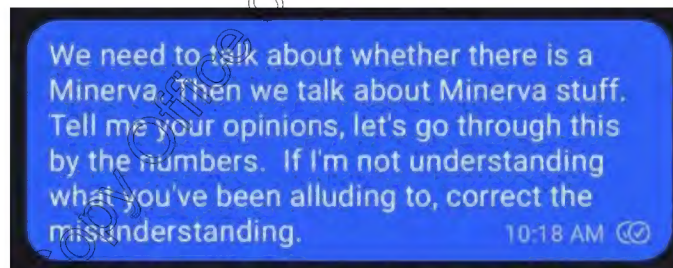 We need to talk about whether there is a
Minerva. Then we talk about Minerva stuff.
Tell me your opinions, let's go through this
by the numbers. If I'm not understanding
what you've been alluding to, correct the
misunderstanding.
10:18 AM
Copy Office